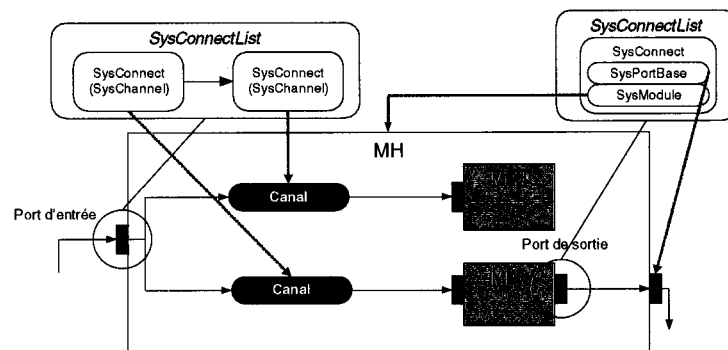 SysConnectList
SysConnect
(SysChannel)
SysConnect
(SysChannel)
SysConnectList
SysConnect
SysPortBase
SysModule
MH
Port d'entrée
Canal
Port de sortie
Canal